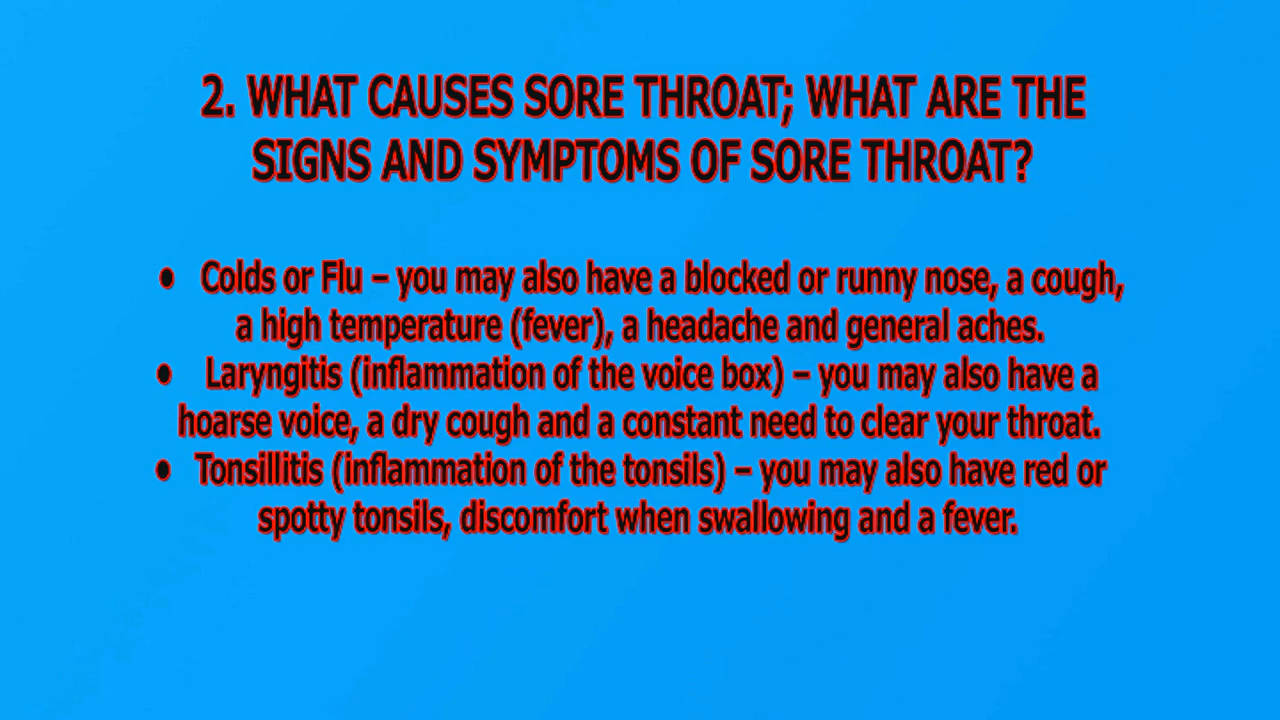 2. WHAT CAUSES SORE THROAT; WHAT ARE THE
SIGNS AND SYMPTOMS OF SORE THROAT?
• Colds or Flu – you may also have a blocked or runny nose, a cough,
a high temperature (fever), a headache and general aches.
• Laryngitis (inflammation of the voice box) – you may also have a
hoarse voice, a dry cough and a constant need to clear your throat.
• Tonsillitis (inflammation of the tonsils) – you may also have red or
spotty tonsils, discomfort when swallowing and a fever.